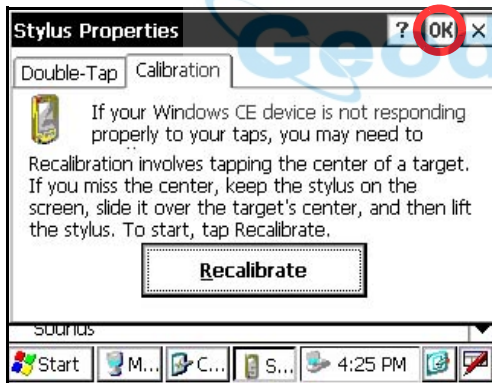 Stylus Properties ? OK ×
Double-Tap Calibration
If your Windows CE device is not responding
properly to your taps, you may need to
Recalibration involves tapping the center of a target.
If you miss the center, keep the stylus on the
screen, slide it over the target's center, and then lift
the stylus. To start, tap Recalibrate.
Recalibrate
Start M... C... S... 4:25 PM